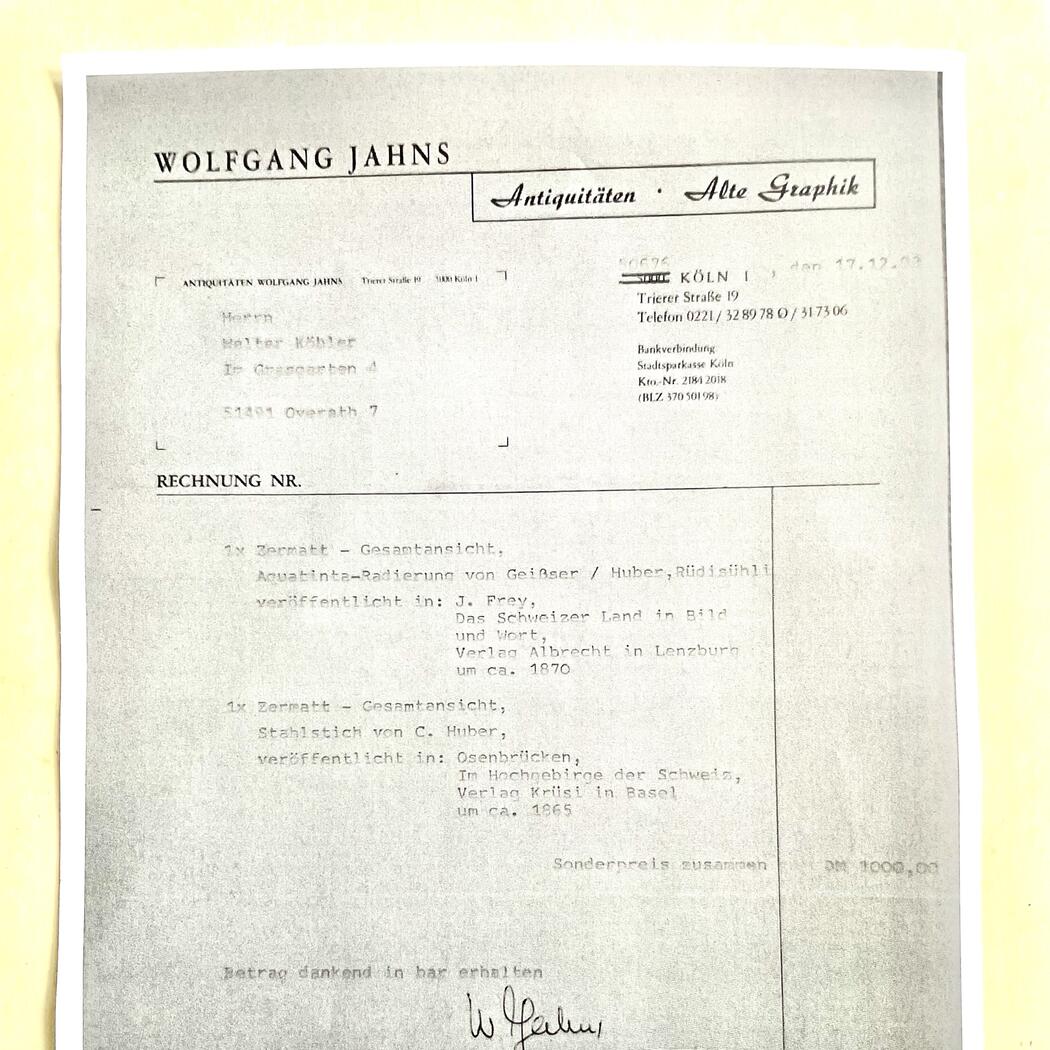 WOLFGANG JAHNS
Antiquitäten · Alte Graphik
ANTIQUITÄTEN WOLFGANG JAHNS Trierer Straße 19 5000 Köln 1
Herrn
Walter Köbler
Im Grasgarten 4
51491 Overath 7
50676
5000 KÖLN 1 , den 17.12.93
Trierer Straße 19
Telefon 0221 / 32 89 78 O / 31 73 06
Bankverbindung
Stadtsparkasse Köln
Kto.-Nr. 2184 2018
(BLZ 370 501 98)
RECHNUNG NR.
1x Zermatt - Gesamtansicht,
Aquatinta-Radierung von Geißser / Huber,Rüdisühli
veröffentlicht in: J. Frey,
Das Schweizer Land in Bild
und Wort,
Verlag Albrecht in Lenzburg
um ca. 1870
1x Zermatt - Gesamtansicht,
Stahlstich von C. Huber,
veröffentlicht in: Osenbrücken,
Im Hochgebirge der Schweiz,
Verlag Krüsi in Basel
um ca. 1865
Sonderpreis zusammen DM 1000,00
Betrag dankend in bar erhalten
W Jahns